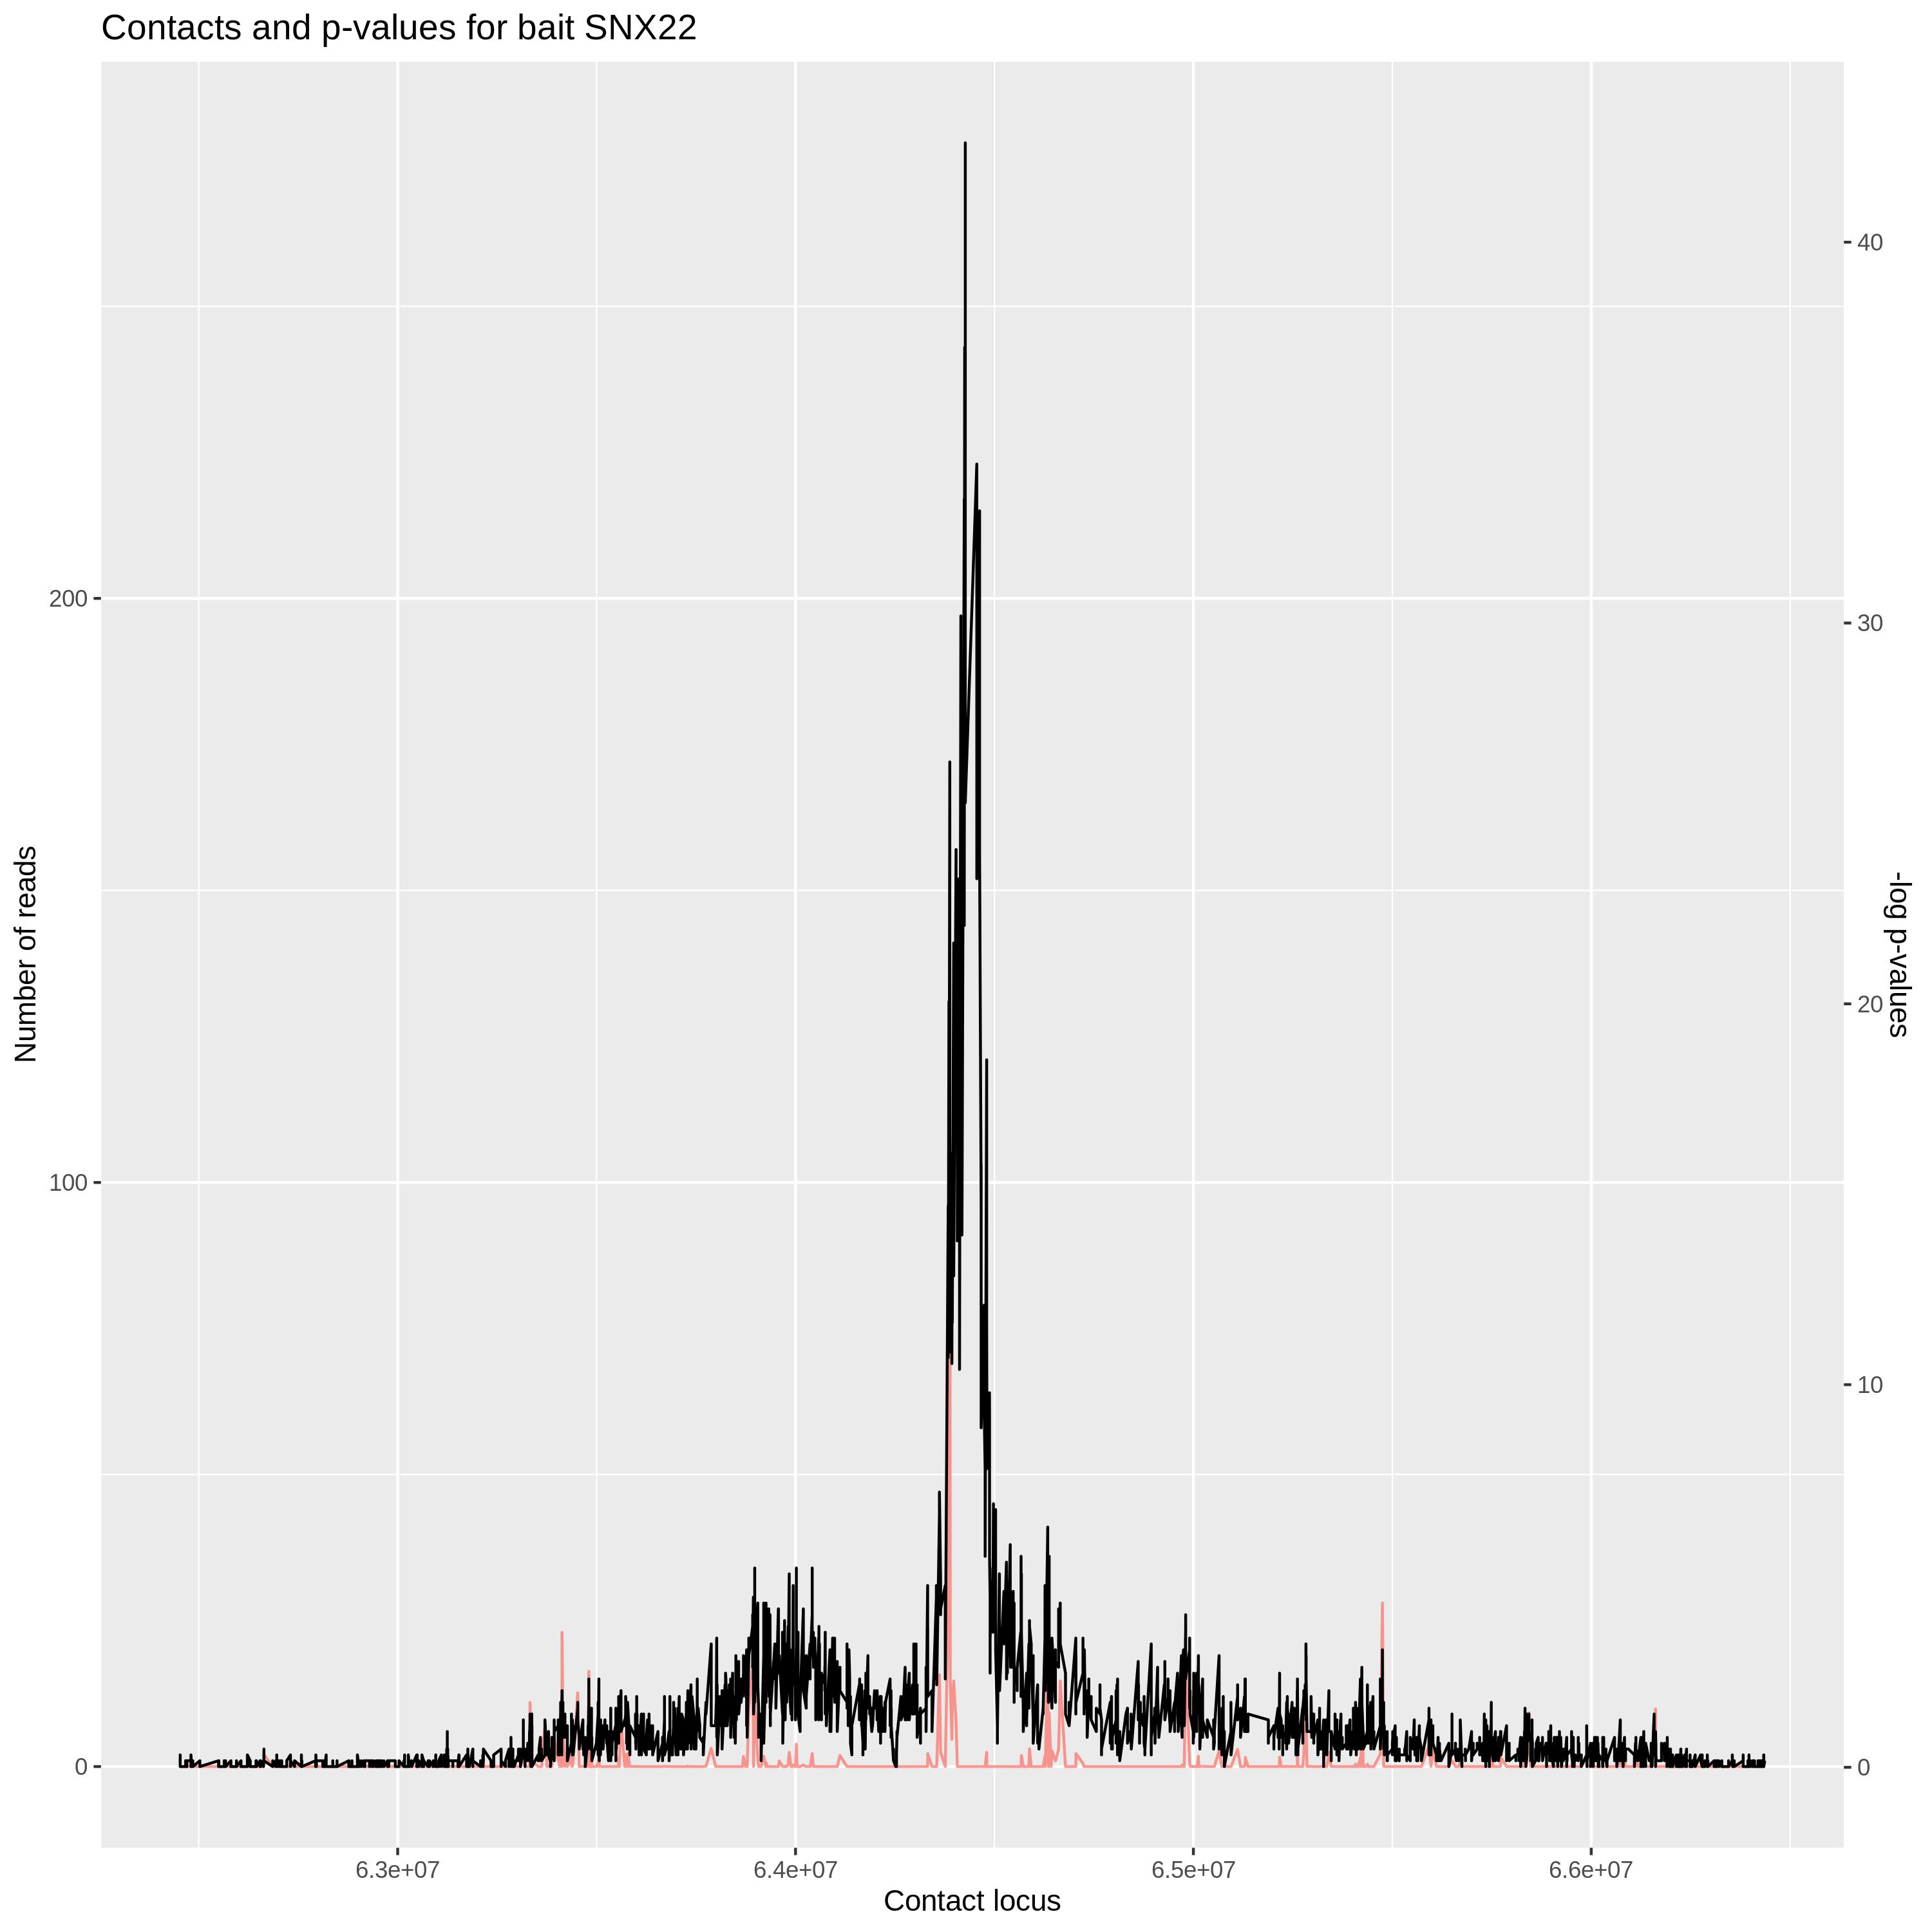 Contacts and p-values for bait SNX22
Number of reads
200
100
0
40
30
20
10
0
-log p-values
6.3e+07
6.4e+07
6.5e+07
6.6e+07
Contact locus